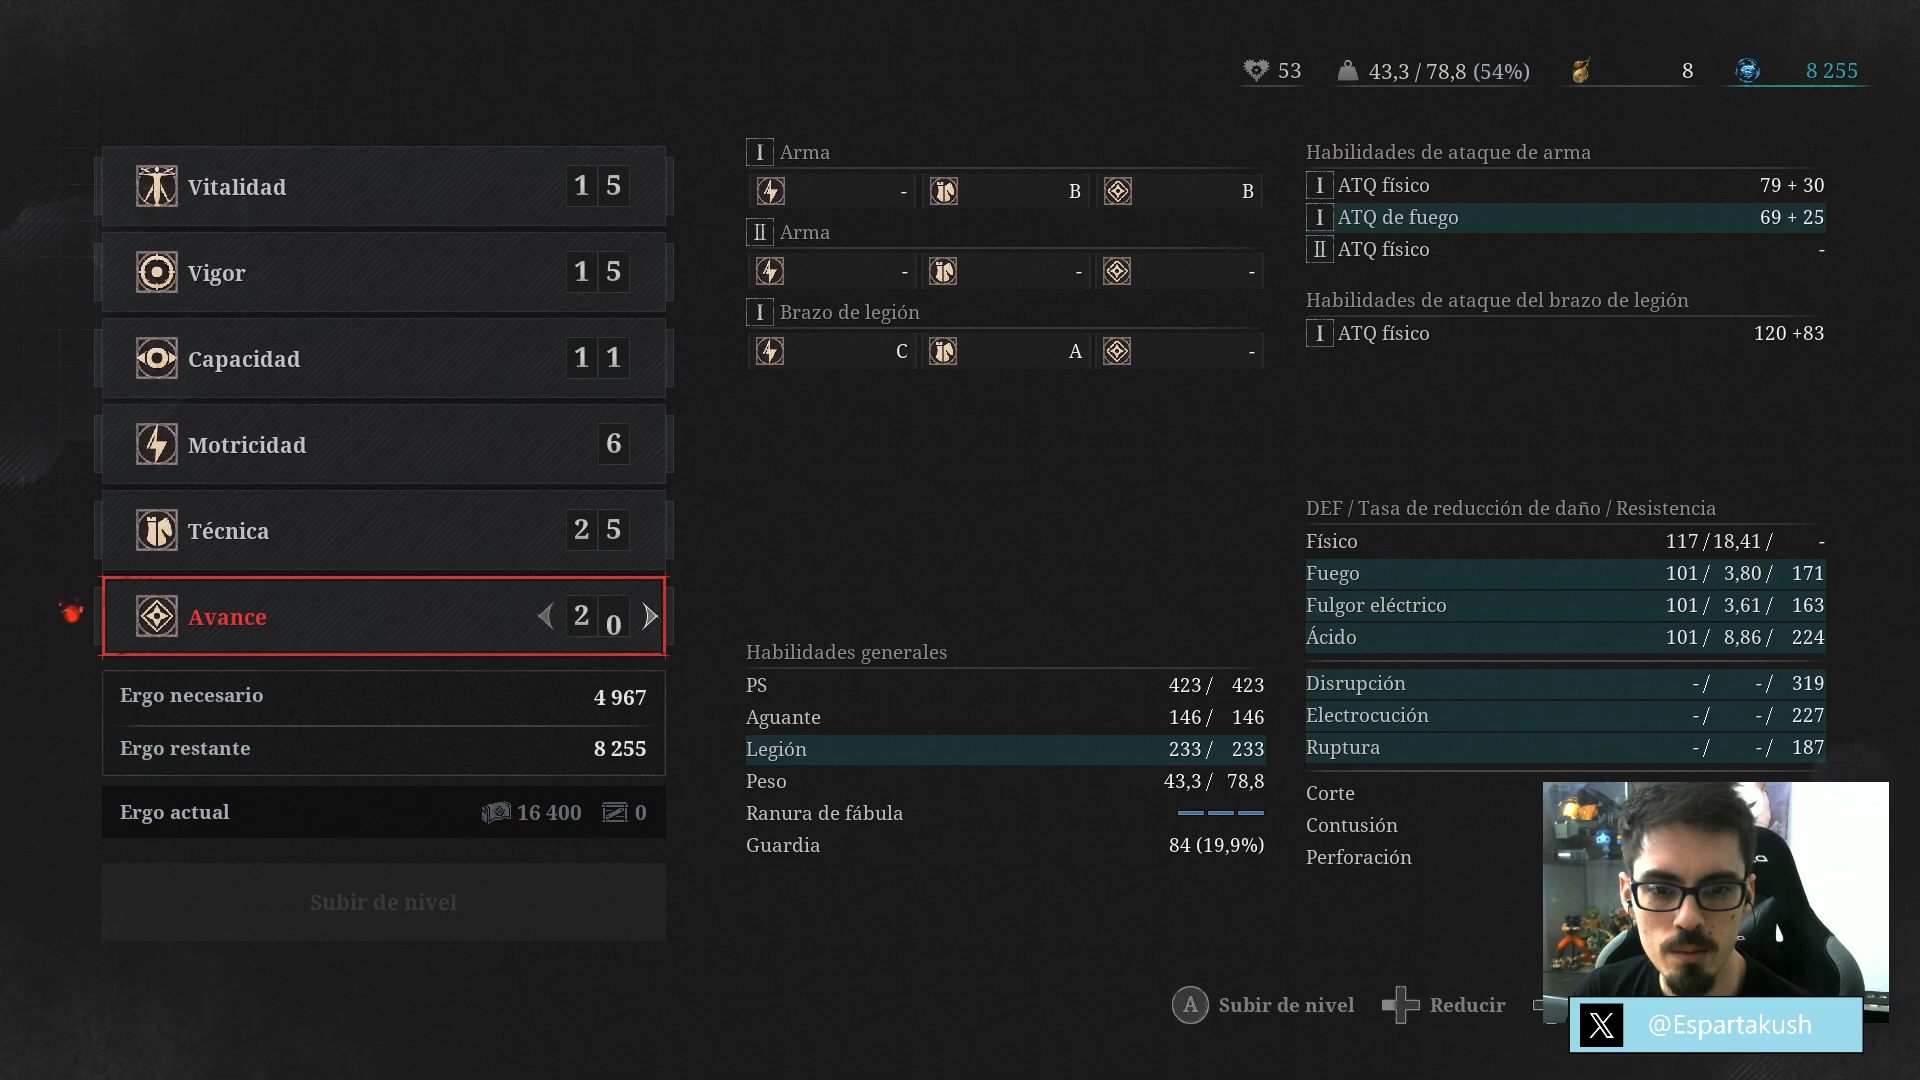 53
43,3 / 78,8 (54%)
8
8 255
Vitalidad 15
Vigor 15
Capacidad 11
Motricidad 6
Técnica 25
Avance 20
Ergo necesario 4 967
Ergo restante 8 255
Ergo actual 16 400 0
Subir de nivel
I Arma
- B B
II Arma
- - -
I Brazo de legión
C A -
Habilidades generales
PS 423 / 423
Aguante 146 / 146
Legión 233 / 233
Peso 43,3 / 78,8
Ranura de fábula
Guardia 84 (19,9%)
Habilidades de ataque de arma
I ATQ físico 79 + 30
I ATQ de fuego 69 + 25
II ATQ físico -
Habilidades de ataque del brazo de legión
I ATQ físico 120 +83
DEF / Tasa de reducción de daño / Resistencia
Físico 117 / 18,41 / -
Fuego 101 / 3,80 / 171
Fulgor eléctrico 101 / 3,61 / 163
Ácido 101 / 8,86 / 224
Disrupción - / - / 319
Electrocución - / - / 227
Ruptura - / - / 187
Corte
Contusión
Perforación
A Subir de nivel Reducir
X @Espartakush